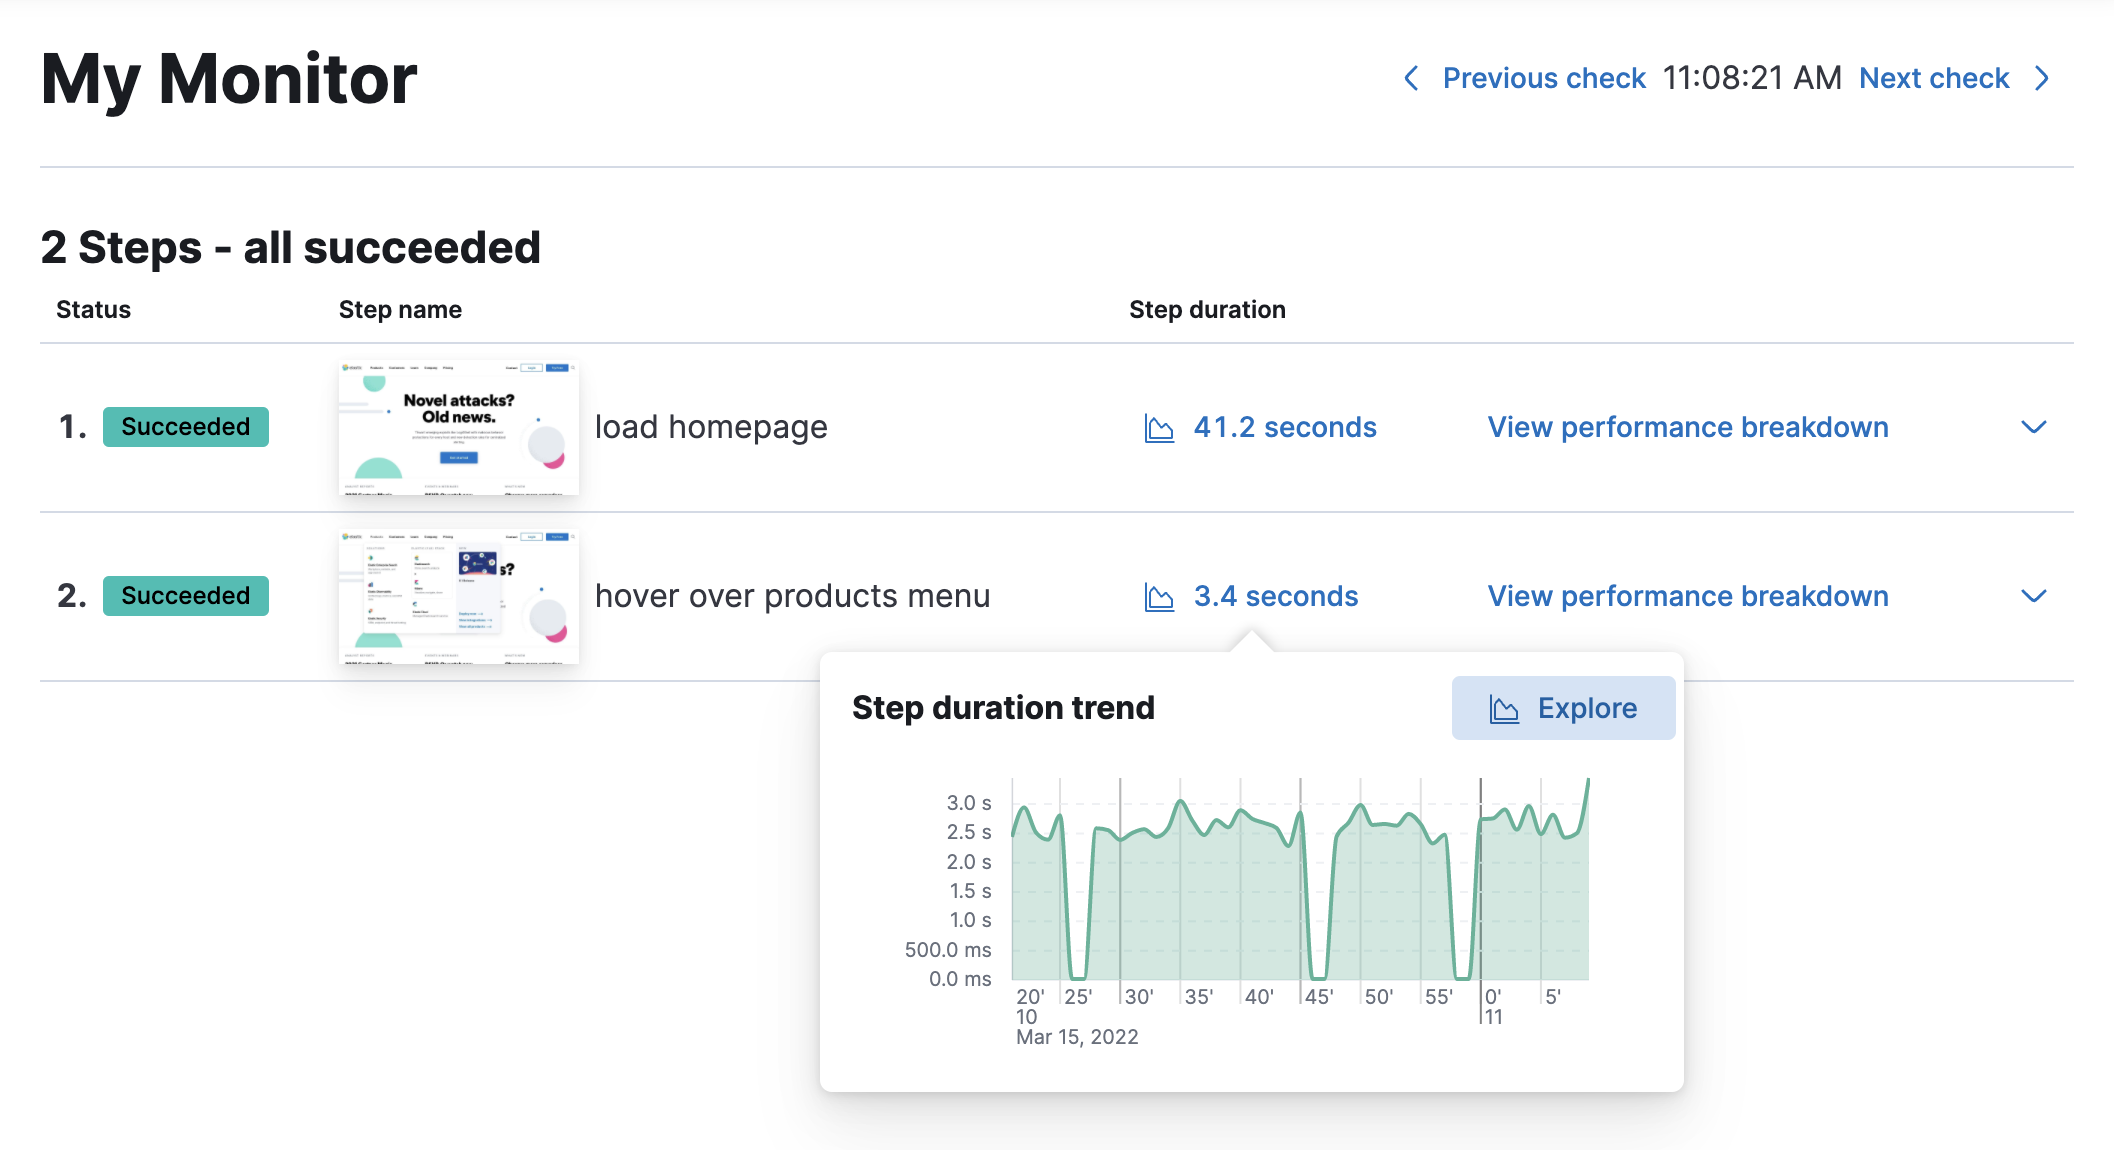 My Monitor
Previous check 11:08:21 AM Next check
2 Steps - all succeeded
Status Step name Step duration
1. Succeeded
Novel attacks?
Old news.
load homepage 41.2 seconds View performance breakdown
2. Succeeded
s?
hover over products menu 3.4 seconds View performance breakdown
Step duration trend Explore
3.0 s
2.5 s
2.0 s
1.5 s
1.0 s
500.0 ms
0.0 ms
20' 25' 30' 35' 40' 45' 50' 55' 0' 5'
10 11
Mar 15, 2022